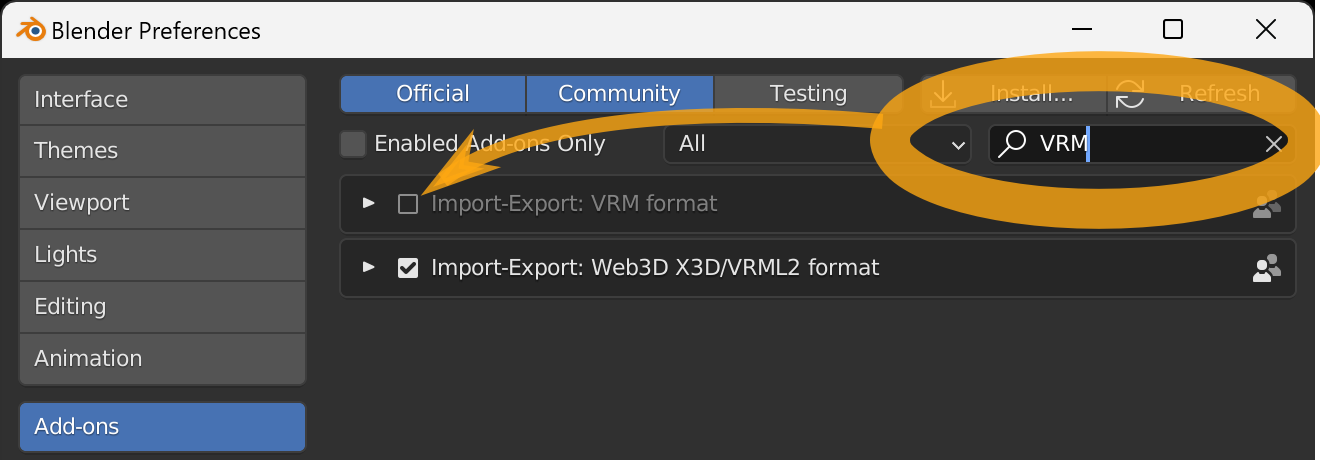 Blender Preferences
Interface
Themes
Viewport
Lights
Editing
Animation
Add-ons
Official Community Testing Install... Refresh
Enabled Add-ons Only All VRM
Import-Export: VRM format
Import-Export: Web3D X3D/VRML2 format